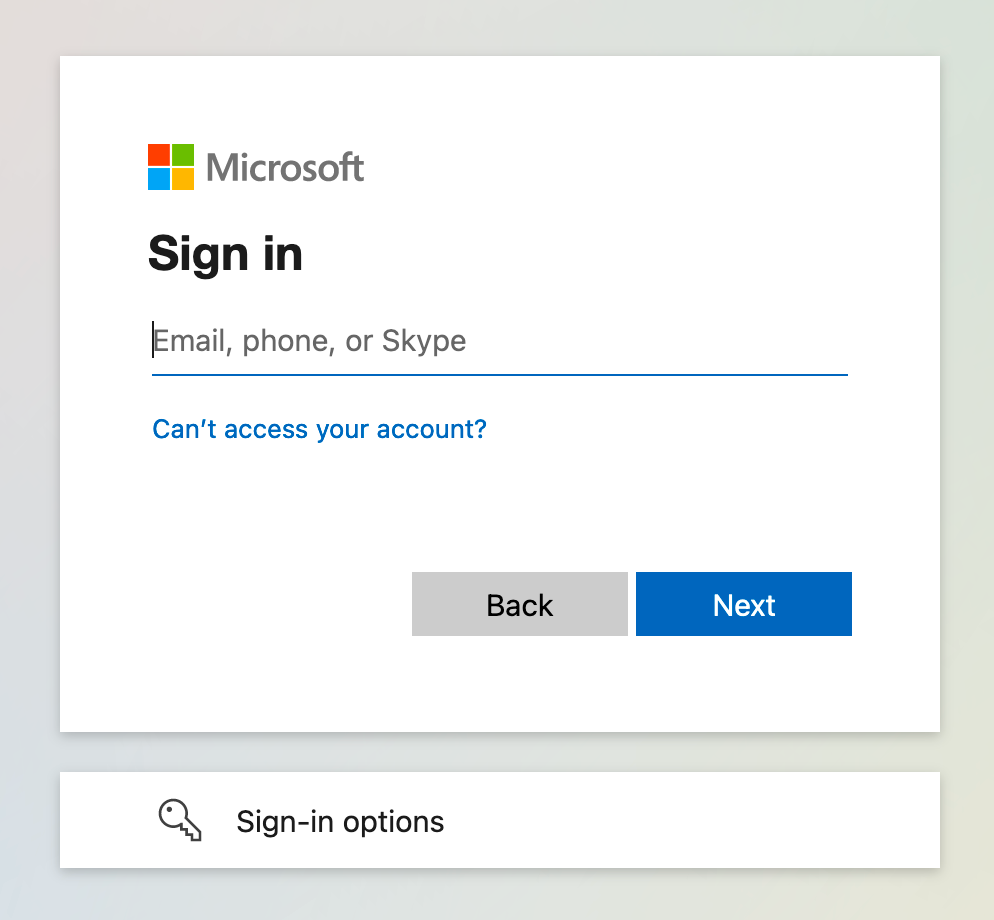 Microsoft
Sign in
Email, phone, or Skype
Can’t access your account?
Back
Next
Sign-in options